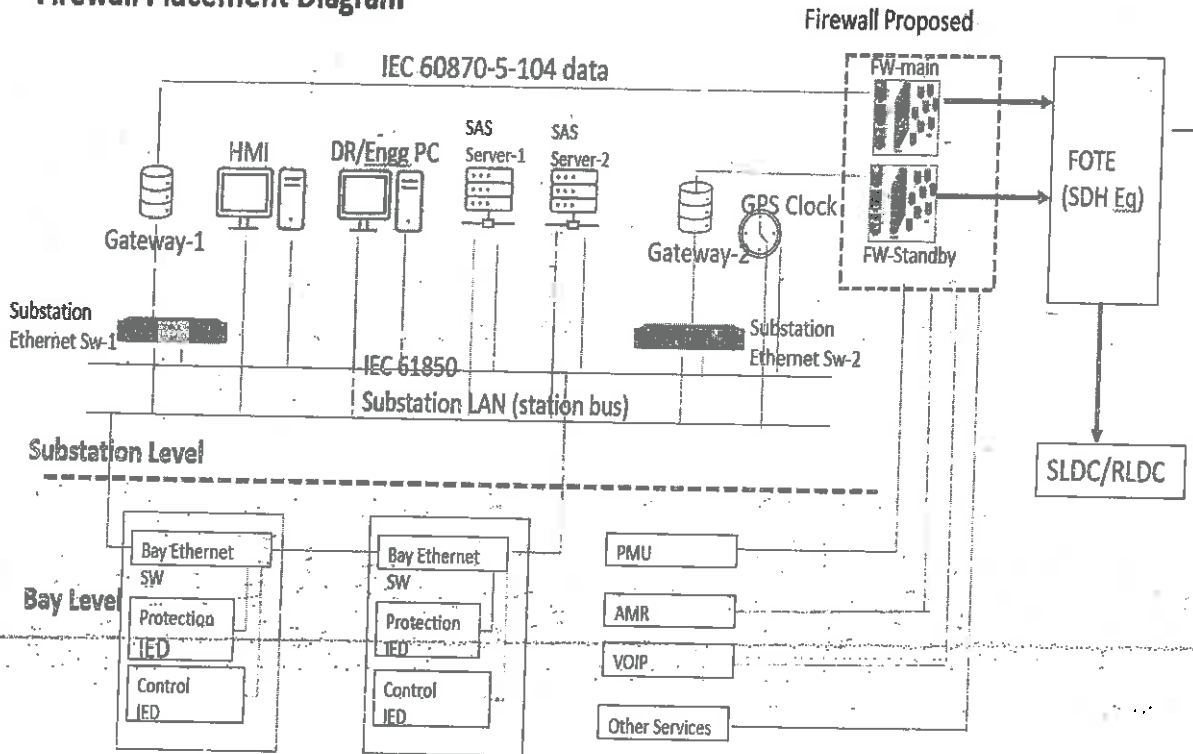 Firewall Placement Diagram
Firewall Proposed
IEC 60870-5-104 data
FW-main
HMI
DR/Engg PC
SAS
Server-1
SAS
Server-2
FOTE
(SDH Eq)
GPS Clock
Gateway-1
Gateway-2
FW-Standby
Substation
Ethernet Sw-1
Substation
Ethernet Sw-2
IEC 61850
Substation LAN (station bus)
Substation Level
SLDC/RLDC
Bay Ethernet
SW
Bay Ethernet
SW
PMU
Bay Level
Protection
IED
Protection
IED
AMR
VOIP
Control
IED
Control
IED
Other Services